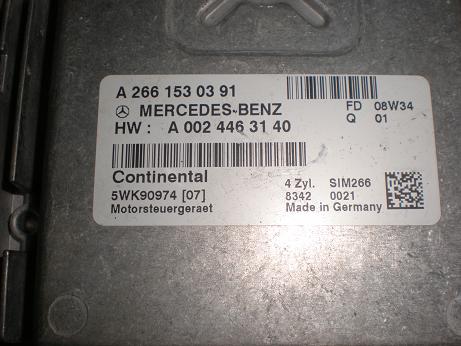 A 266 153 03 91
MERCEDES-BENZ FD 08W34
HW : A 002 446 31 40 Q 01
Continental
5WK90974 [07] 4 Zyl. SIM266
8342 0021
Motorsteuergeraet Made in Germany